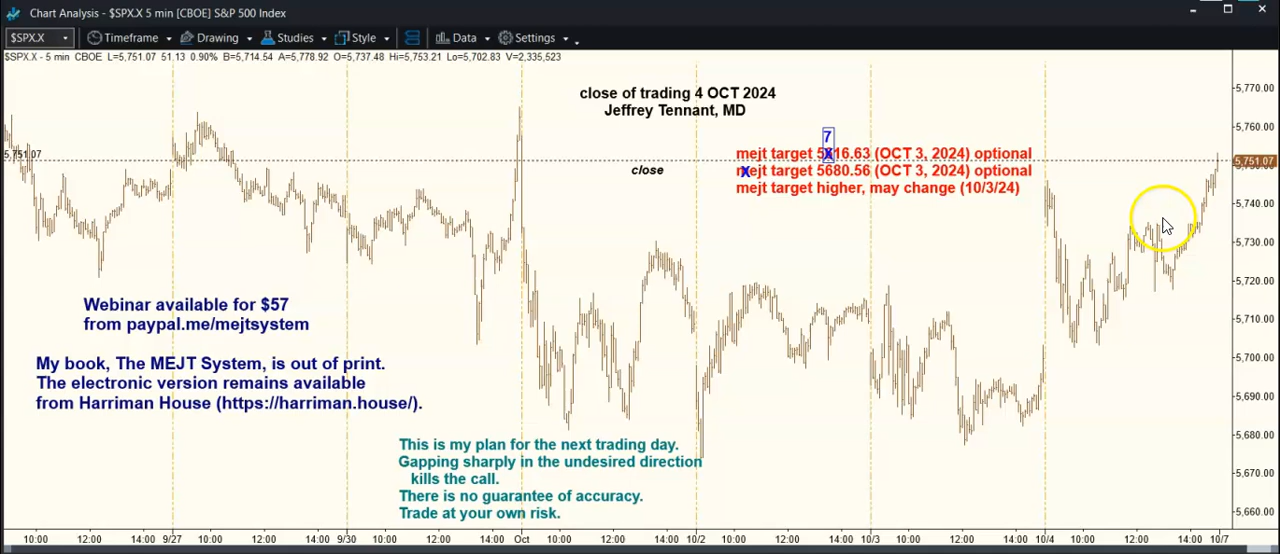 Chart Analysis - $SPX.X 5 min [CBOE] S&P 500 Index
$SPX.X Timeframe Drawing Studies Style Data Settings
$SPX.X - 5 min CBOE L=5,751.07 51.13 0.90% B=5,714.54 A=5,778.92 O=5,737.48 Hi=5,753.21 Lo=5,702.83 V=2,335,523
close of trading 4 OCT 2024
Jeffrey Tennant, MD
7
mejt target 5X16.63 (OCT 3, 2024) optional
5,751.07
close
X
mejt target 5680.56 (OCT 3, 2024) optional
mejt target higher, may change (10/3/24)
Webinar available for $57
from paypal.me/mejtsystem
My book, The MEJT System, is out of print.
The electronic version remains available
from Harriman House (https://harriman.house/).
This is my plan for the next trading day.
Gapping sharply in the undesired direction
kills the call.
There is no guarantee of accuracy.
Trade at your own risk.
5,770.00
5,760.00
5,751.07
5,750.00
5,740.00
5,730.00
5,720.00
5,710.00
5,700.00
5,690.00
5,680.00
5,670.00
5,660.00
10:00 12:00 14:00 9/27 10:00 12:00 14:00 9/30 10:00 12:00 14:00 Oct 10:00 12:00 14:00 10/2 10:00 12:00 14:00 10/3 10:00 12:00 14:00 10/4 10:00 12:00 14:00 10/7